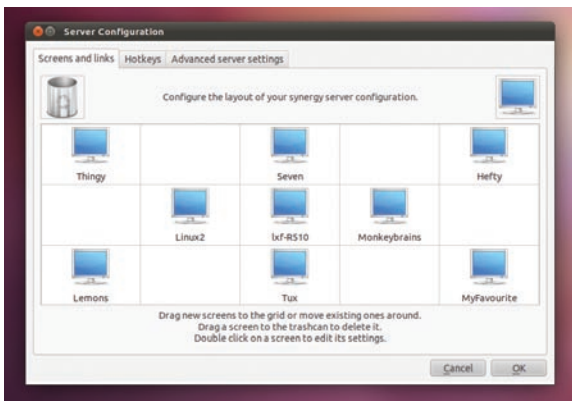 Server Configuration
Screens and links Hotkeys Advanced server settings
Configure the layout of your synergy server configuration.
Thingy Seven Hefty
Linux2 lxf-RS10 Monkeybrains
Lemons Tux MyFavourite
Drag new screens to the grid or move existing ones around.
Drag a screen to the trashcan to delete it.
Double click on a screen to edit its settings.
Cancel OK